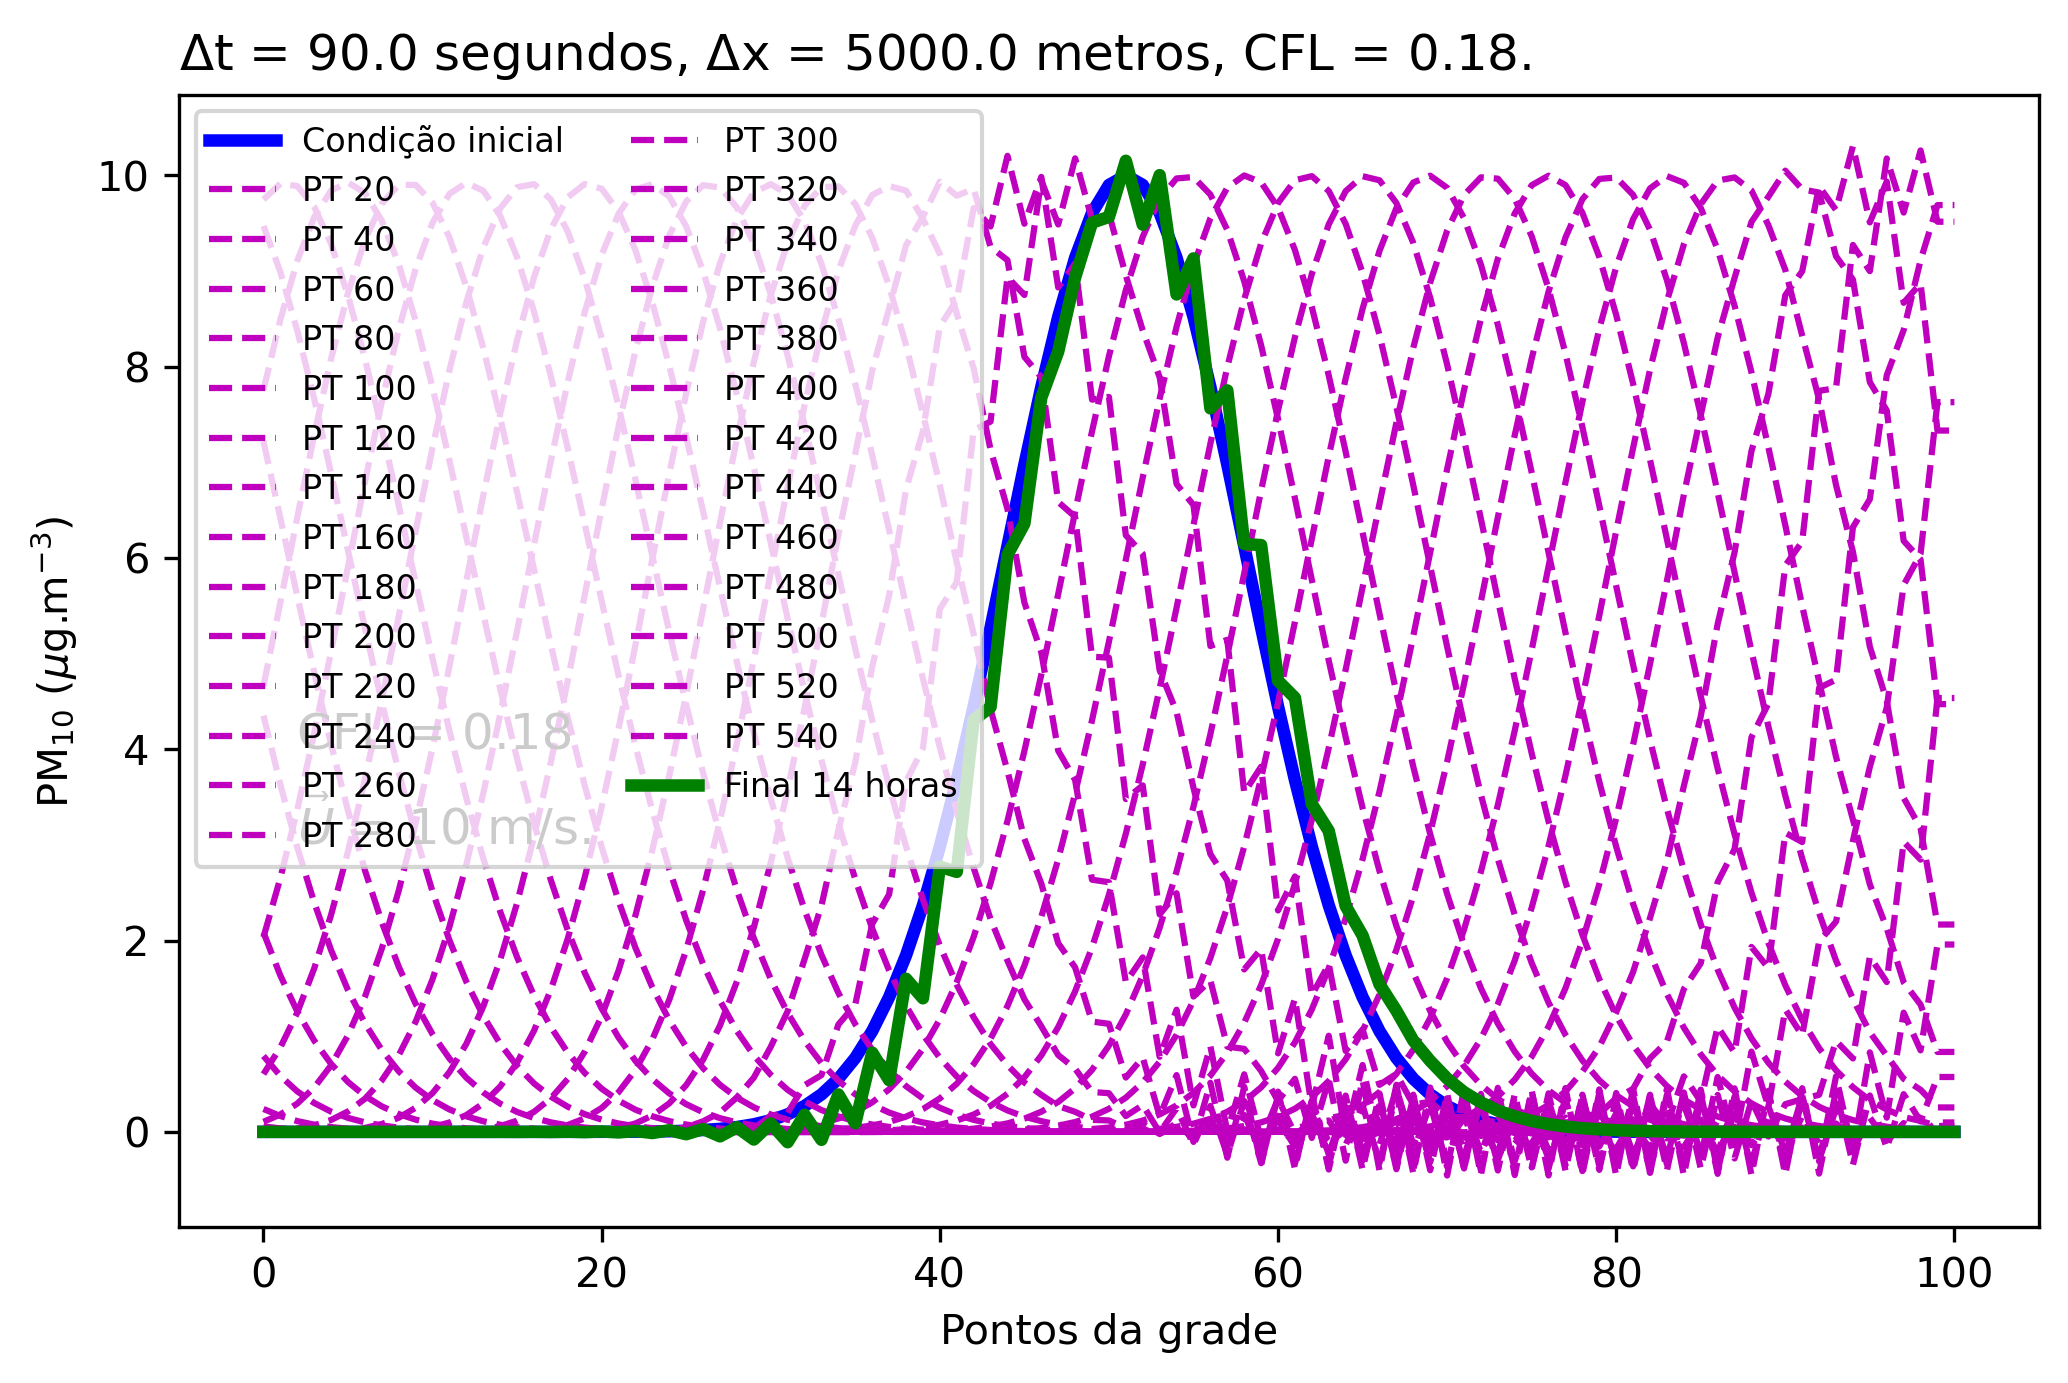 Δt = 90.0 segundos, Δx = 5000.0 metros, CFL = 0.18.
PM₁₀ (μg.m⁻³)
10
8
6
4
2
0
Condição inicial
PT 20
PT 40
PT 60
PT 80
PT 100
PT 120
PT 140
PT 160
PT 180
PT 200
PT 220
PT 240
PT 260
PT 280
PT 300
PT 320
PT 340
PT 360
PT 380
PT 400
PT 420
PT 440
PT 460
PT 480
PT 500
PT 520
PT 540
Final 14 horas
CFL = 0.18
= 10 m/s.
0 20 40 60 80 100
Pontos da grade